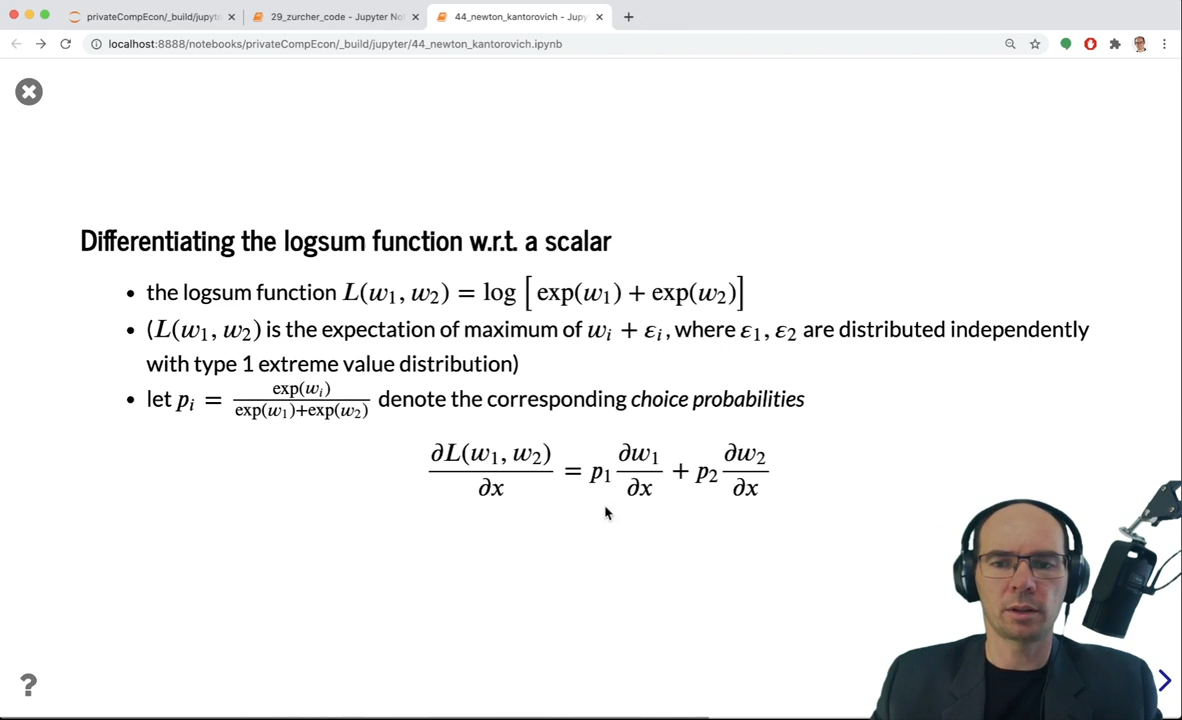 privateCompEcon/_build/jupyt
29_zurcher_code - Jupyter No
44_newton_kantorovich - Jupy
localhost:8888/notebooks/privateCompEcon/_build/jupyter/44_newton_kantorovich.ipynb
Differentiating the logsum function w.r.t. a scalar
• the logsum function L(w₁, w₂) = log [ exp(w₁) + exp(w₂)]
• (L(w₁, w₂) is the expectation of maximum of wᵢ + εᵢ, where ε₁, ε₂ are distributed independently
with type 1 extreme value distribution)
• let pᵢ = exp(wᵢ) / exp(w₁)+exp(w₂) denote the corresponding choice probabilities
∂L(w₁, w₂) / ∂x = p₁ ∂w₁ / ∂x + p₂ ∂w₂ / ∂x
?